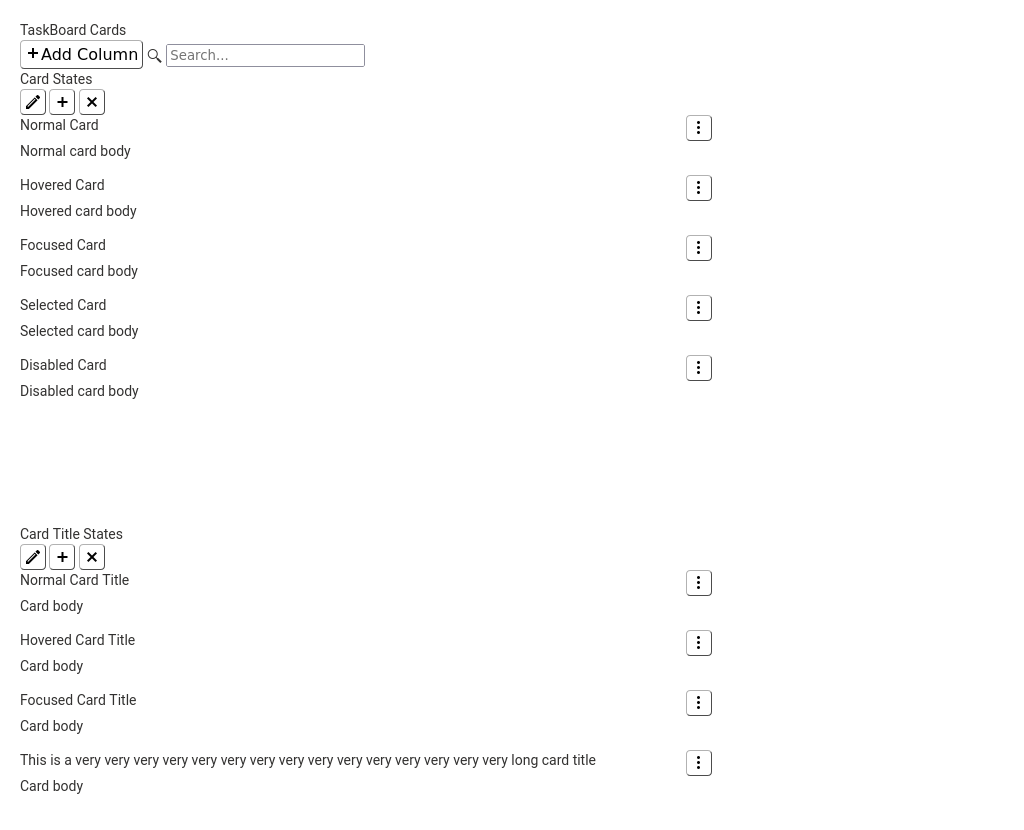 TaskBoard Cards
Add Column Search...
Card States
Normal Card
Normal card body
Hovered Card
Hovered card body
Focused Card
Focused card body
Selected Card
Selected card body
Disabled Card
Disabled card body
Card Title States
Normal Card Title
Card body
Hovered Card Title
Card body
Focused Card Title
Card body
This is a very very very very very very very very very very very very very very very long card title
Card body